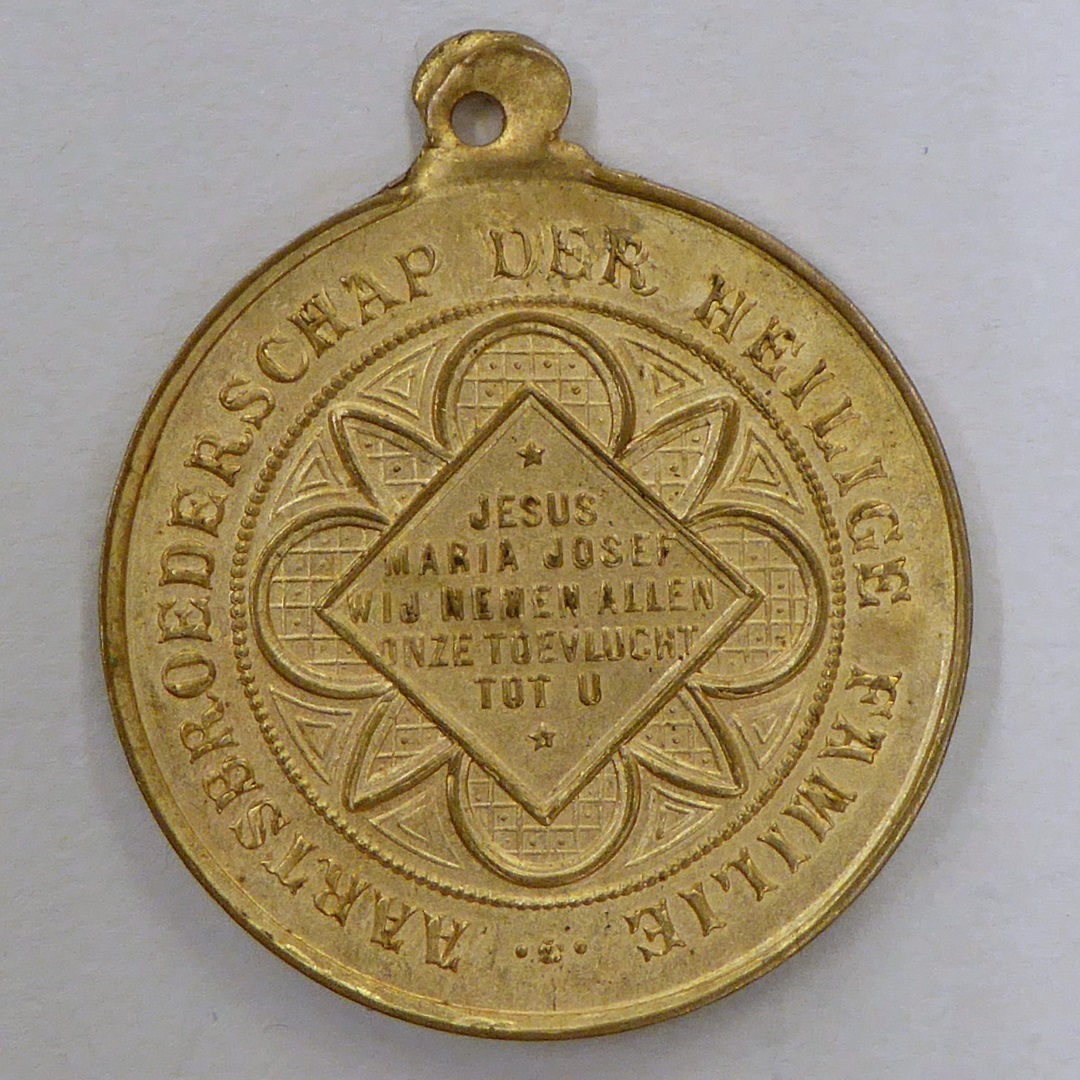 AARTSBROEDERSCHAP DER HEILIGE FAMILIE
JESUS
MARIA JOSEF
WIJ NEMEN ALLEN
ONZE TOEVLUCHT
TOT U